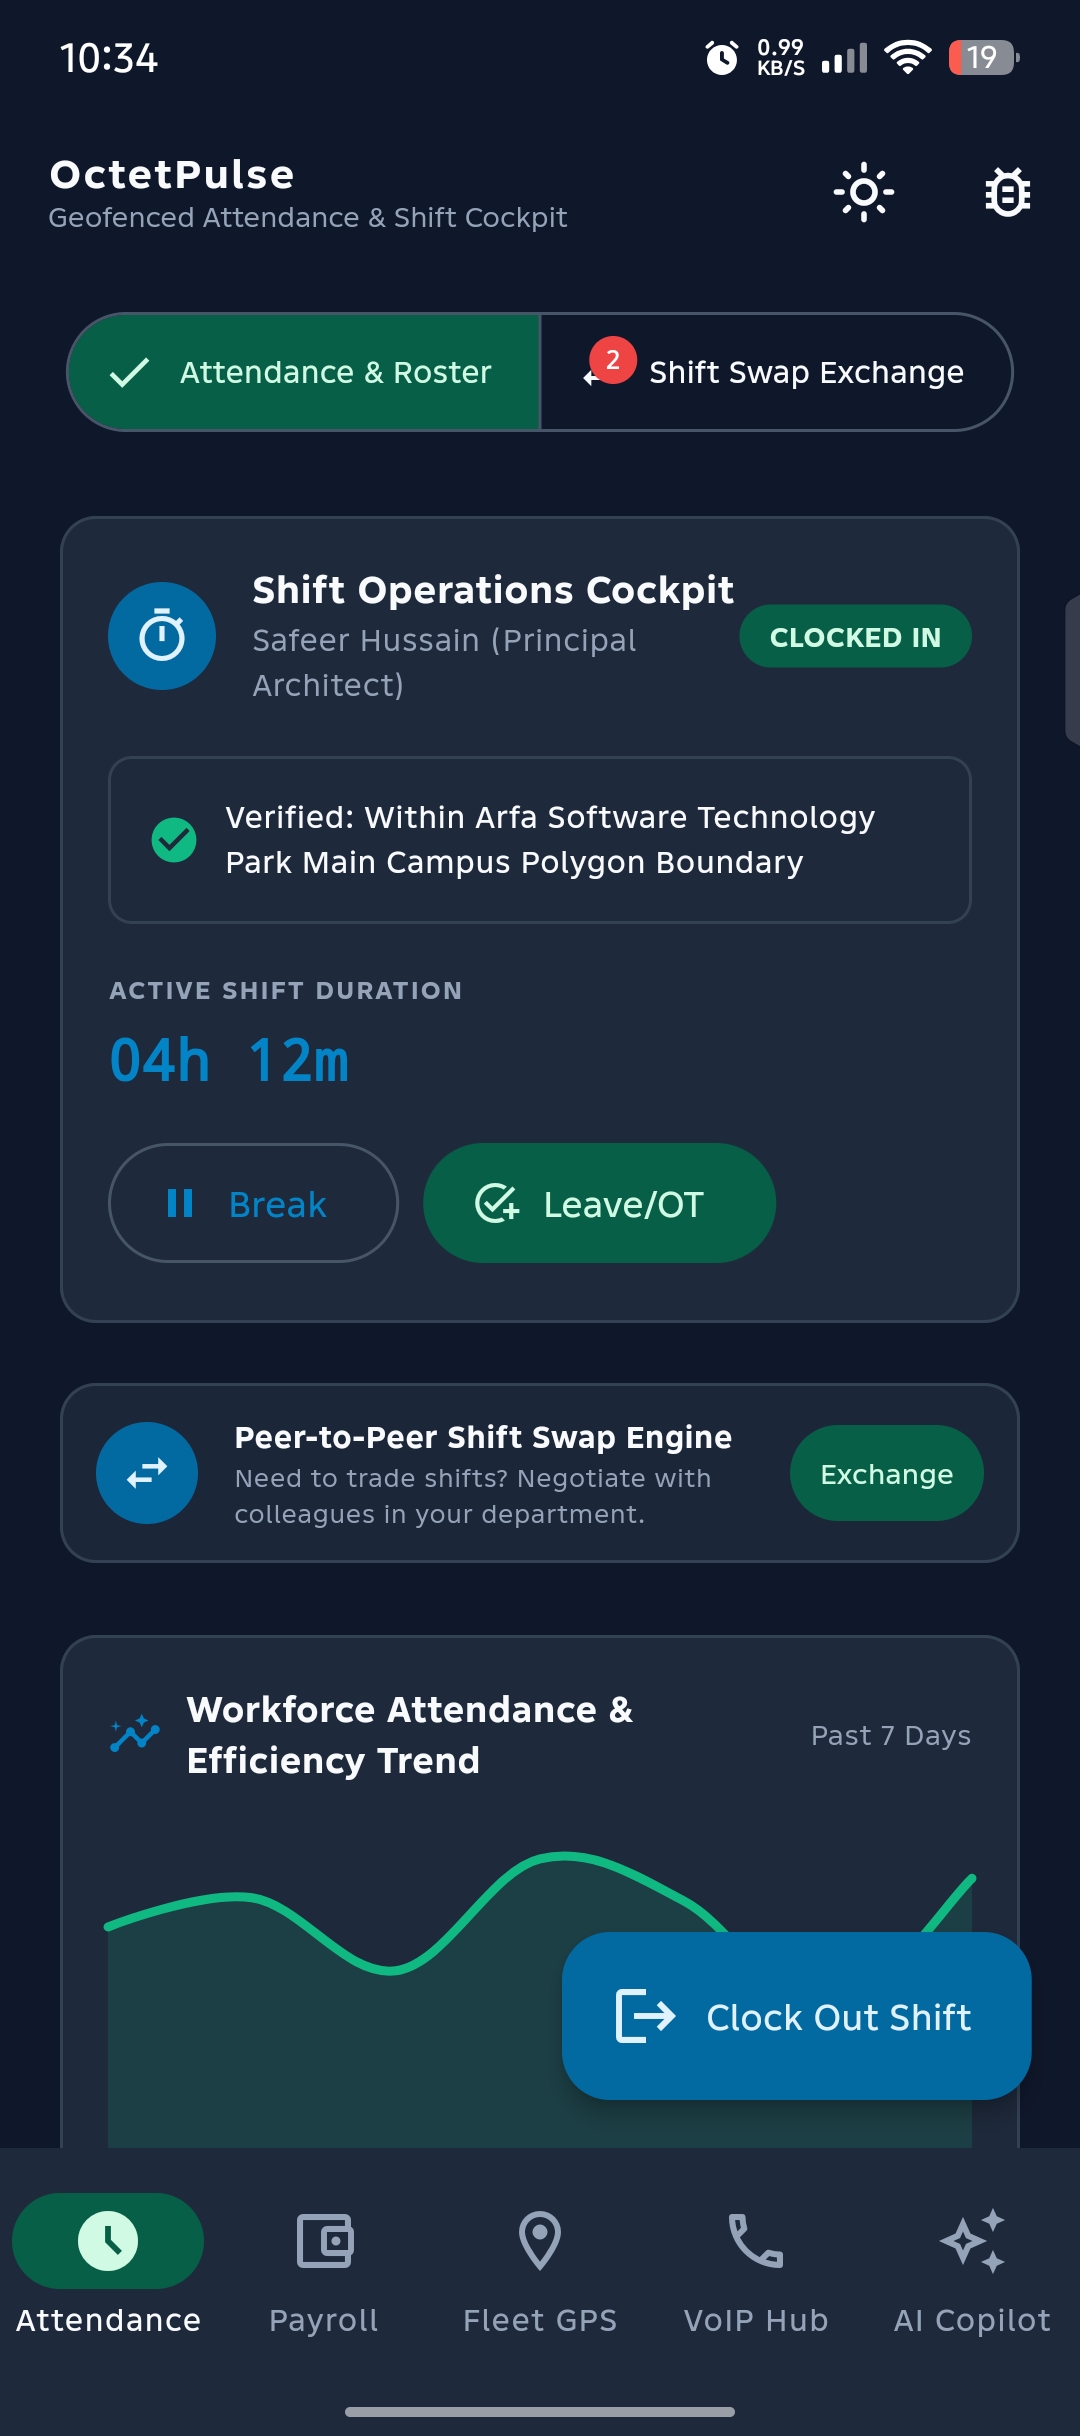 10:34
0.99
KB/S
19
OctetPulse
Geofenced Attendance & Shift Cockpit
Attendance & Roster
2
Shift Swap Exchange
Shift Operations Cockpit
Safeer Hussain (Principal
Architect)
CLOCKED IN
Verified: Within Arfa Software Technology
Park Main Campus Polygon Boundary
ACTIVE SHIFT DURATION
04h 12m
Break
Leave/OT
Peer-to-Peer Shift Swap Engine
Need to trade shifts? Negotiate with
colleagues in your department.
Exchange
Workforce Attendance &
Efficiency Trend
Past 7 Days
Clock Out Shift
Attendance
Payroll
Fleet GPS
VoIP Hub
AI Copilot